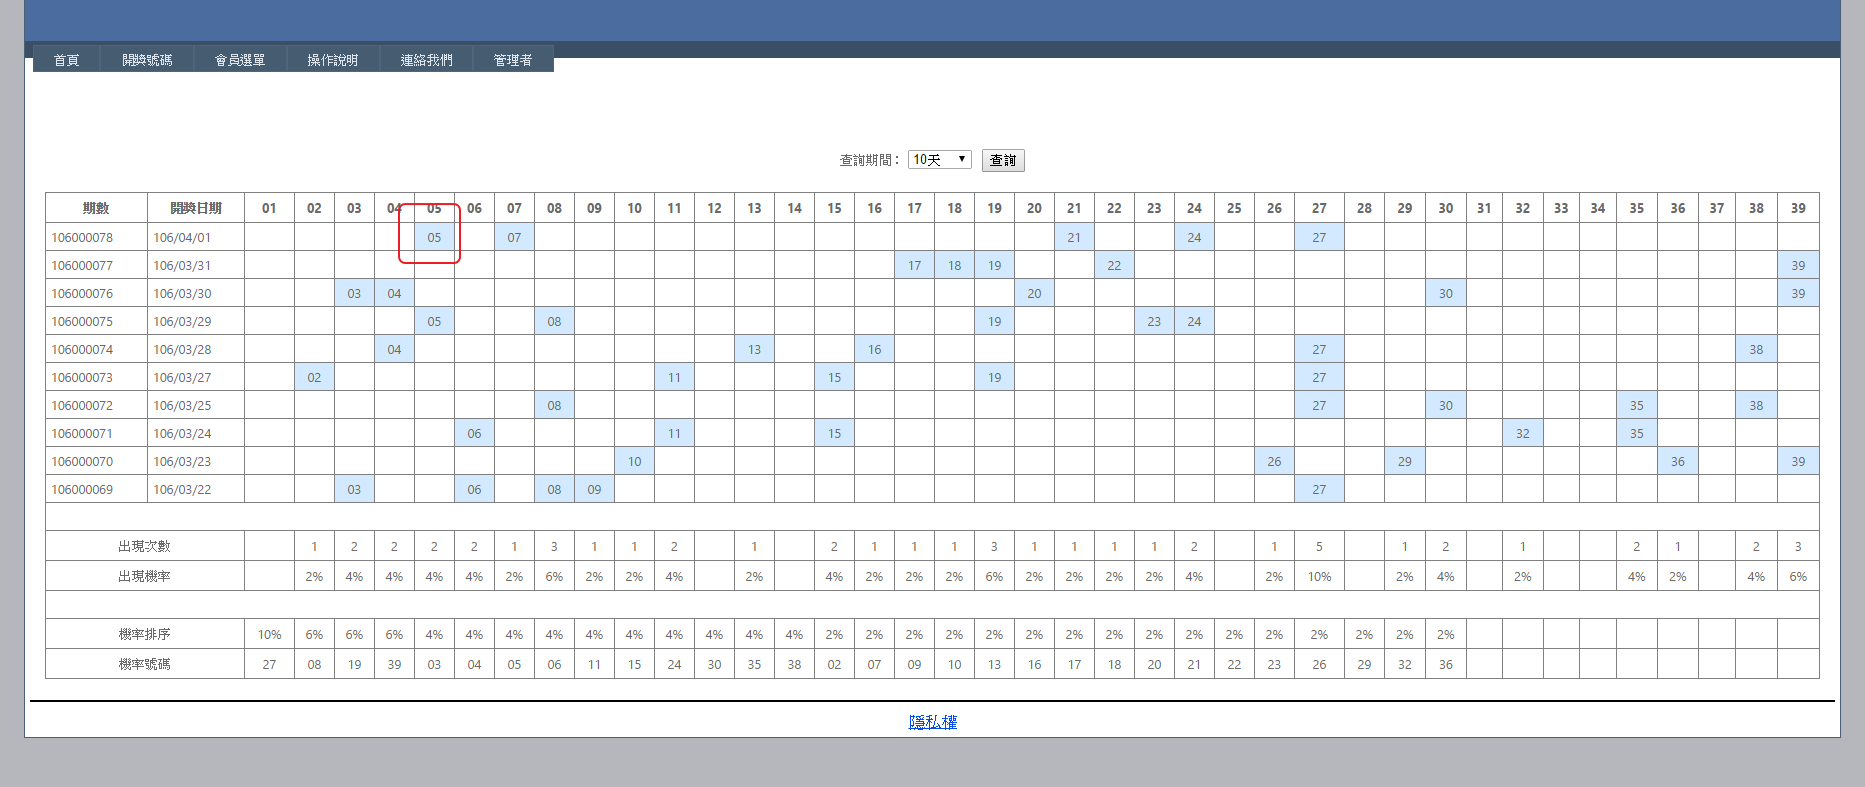 首頁 開獎號碼 會員選單 操作說明 連絡我們 管理者
查詢期間： 10天 查詢
期數 開獎日期 01 02 03 04 05 06 07 08 09 10 11 12 13 14 15 16 17 18 19 20 21 22 23 24 25 26 27 28 29 30 31 32 33 34 35 36 37 38 39
106000078 106/04/01 05 07 21 24 27
106000077 106/03/31 17 18 19 22 39
106000076 106/03/30 03 04 20 30 39
106000075 106/03/29 05 08 19 23 24
106000074 106/03/28 04 13 16 27 38
106000073 106/03/27 02 11 15 19 27
106000072 106/03/25 08 27 30 35 38
106000071 106/03/24 06 11 15 32 35
106000070 106/03/23 10 26 29 36 39
106000069 106/03/22 03 06 08 09 27
出現次數 1 2 2 2 2 1 3 1 1 2 1 2 1 1 1 3 1 1 1 1 2 1 5 1 2 1 2 1 2 3
出現機率 2% 4% 4% 4% 4% 2% 6% 2% 2% 4% 2% 4% 2% 2% 2% 6% 2% 2% 2% 2% 4% 2% 10% 2% 4% 2% 4% 2% 4% 6%
機率排序 10% 6% 6% 6% 4% 4% 4% 4% 4% 4% 4% 4% 4% 4% 2% 2% 2% 2% 2% 2% 2% 2% 2% 2% 2% 2% 2% 2% 2% 2%
機率號碼 27 08 19 39 03 04 05 06 11 15 24 30 35 38 02 07 09 10 13 16 17 18 20 21 22 23 26 29 32 36
隱私權